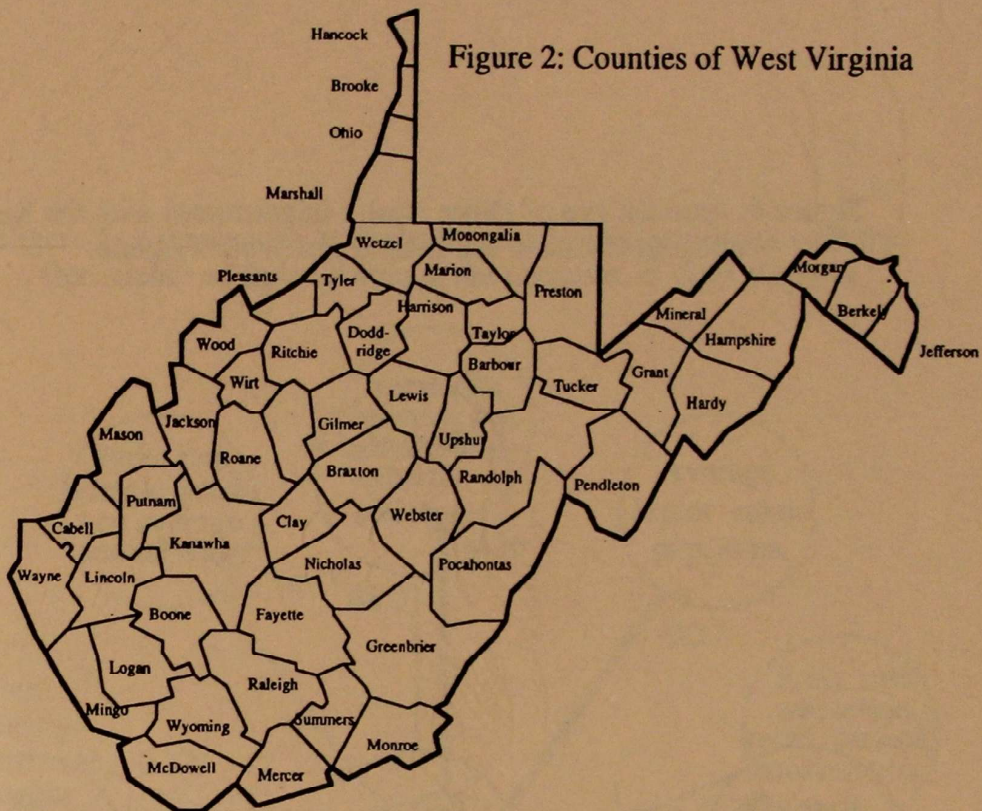 Figure 2: Counties of West Virginia
Hancock
Brooke
Ohio
Marshall
Wetzel
Monongalia
Marion
Pleasants
Tyler
Harrison
Preston
Morgan
Berkely
Jefferson
Mineral
Hampshire
Wood
Ritchie
Dodd-
ridge
Taylor
Barbour
Tucker
Grant
Hardy
Wirt
Lewis
Mason
Jackson
Roane
Gilmer
Upshu
Braxton
Randolph
Pendleton
Putnam
Clay
Webster
Cabell
Kanawha
Nicholas
Pocahontas
Wayne
Lincoln
Boone
Fayette
Greenbrier
Logan
Raleigh
Mingo
Wyoming
Summers
Monroe
McDowell
Mercer